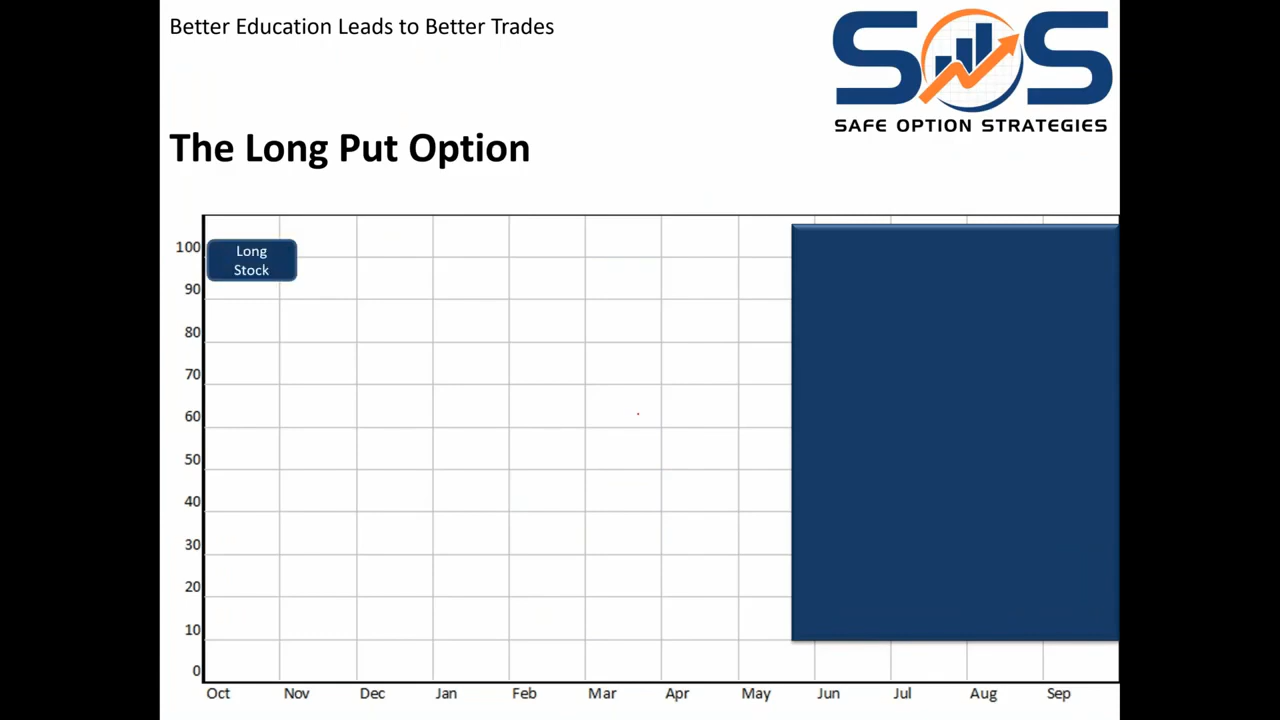 Better Education Leads to Better Trades
SOS
SAFE OPTION STRATEGIES
The Long Put Option
Long
Stock
100
90
80
70
60
50
40
30
20
10
0
Oct Nov Dec Jan Feb Mar Apr May Jun Jul Aug Sep